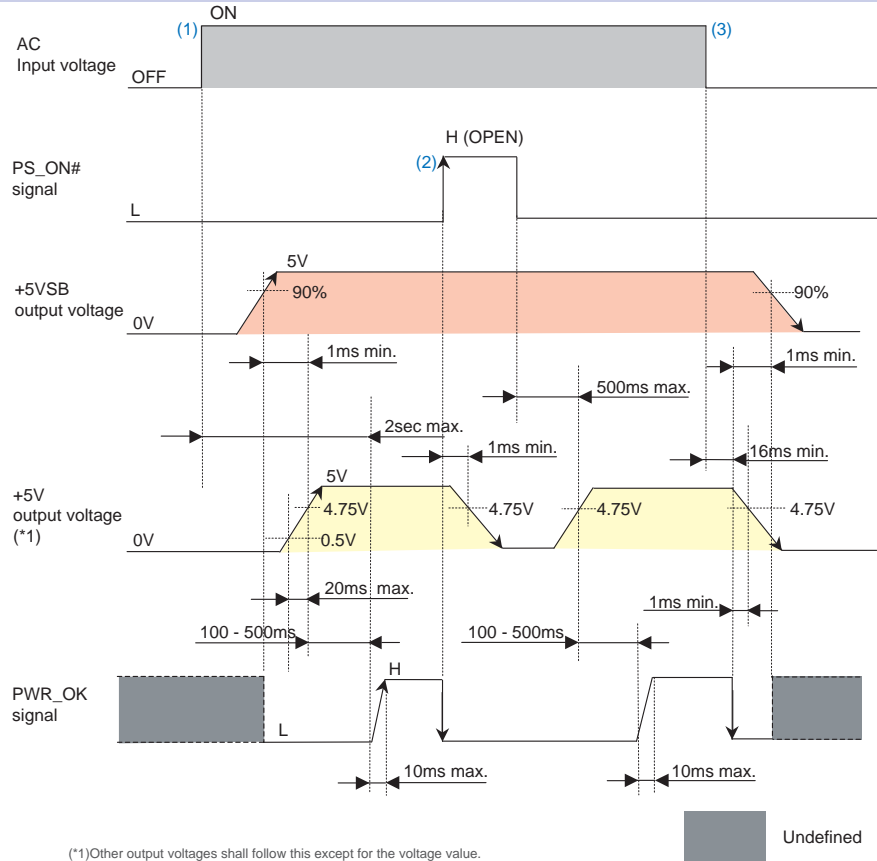 ON
(1)
(3)
AC
Input voltage
OFF
H (OPEN)
PS_ON#
signal
(2)
L
5V
+5VSB
output voltage
90%
90%
0V
1ms min.
1ms min.
500ms max.
2sec max.
1ms min.
16ms min.
+5V
output voltage
(*1)
5V
4.75V
4.75V
4.75V
4.75V
0.5V
0V
20ms max.
1ms min.
100 - 500ms
100 - 500ms
PWR_OK
signal
H
L
10ms max.
10ms max.
Undefined
(*1)Other output voltages shall follow this except for the voltage value.